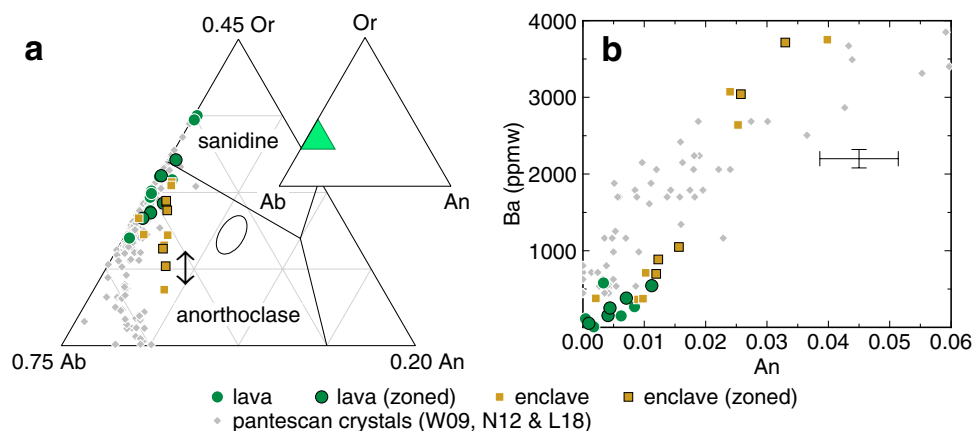 a
0.45 Or
Or
sanidine
Ab
An
anorthoclase
0.75 Ab
0.20 An
b
Ba (ppmw)
4000
3000
2000
1000
0
0.00 0.01 0.02 0.03 0.04 0.05 0.06
An
lava lava (zoned) enclave enclave (zoned)
pantescan crystals (W09, N12 & L18)